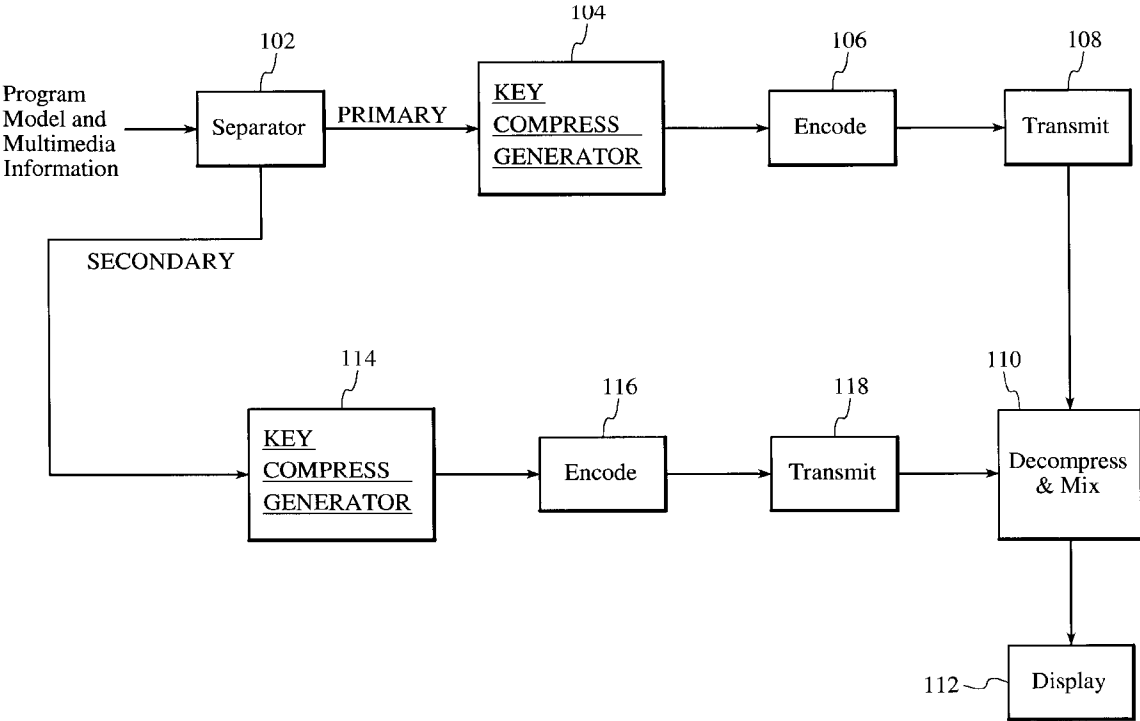 104
102
106
108
Program
Model and
Multimedia
Information
Separator
PRIMARY
KEY
COMPRESS
GENERATOR
Encode
Transmit
SECONDARY
114
116
118
110
KEY
COMPRESS
GENERATOR
Encode
Transmit
Decompress
& Mix
112
Display